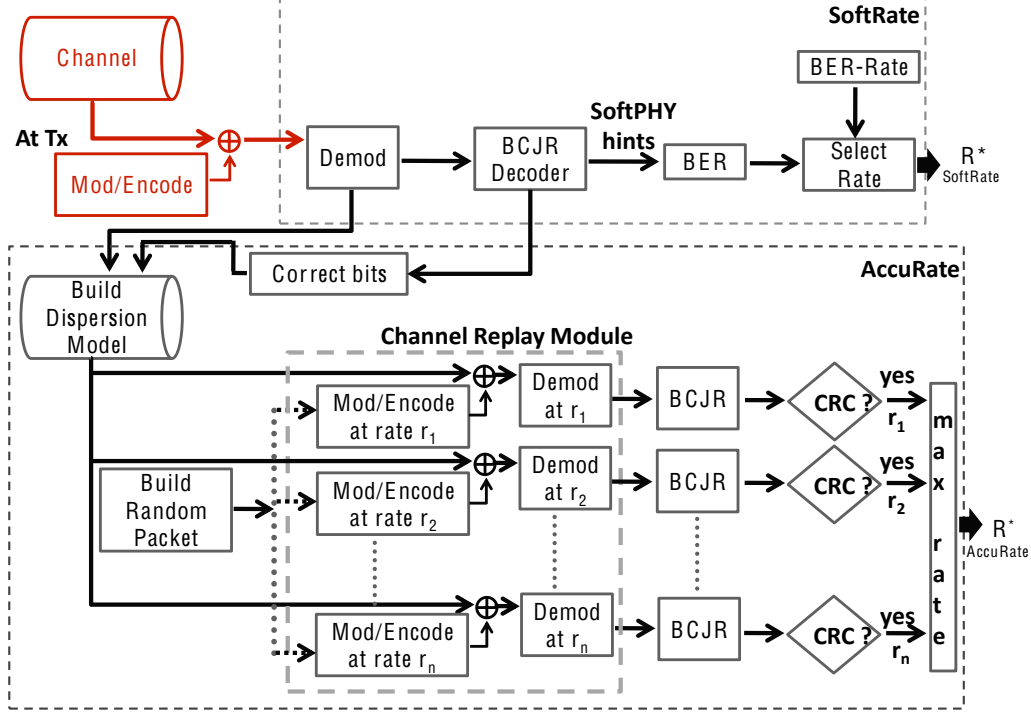 SoftRate
Channel
At Tx
Mod/Encode
Demod
BCJR
Decoder
SoftPHY
hints
BER
BER-Rate
Select
Rate
R*
SoftRate
AccuRate
Correct bits
Build
Dispersion
Model
Channel Replay Module
Mod/Encode
at rate r1
Demod
at r1
BCJR
CRC ?
yes
r1
Build
Random
Packet
Mod/Encode
at rate r2
Demod
at r2
BCJR
CRC ?
yes
r2
Mod/Encode
at rate rn
Demod
at rn
BCJR
CRC ?
yes
rn
max rate
R*
AccuRate